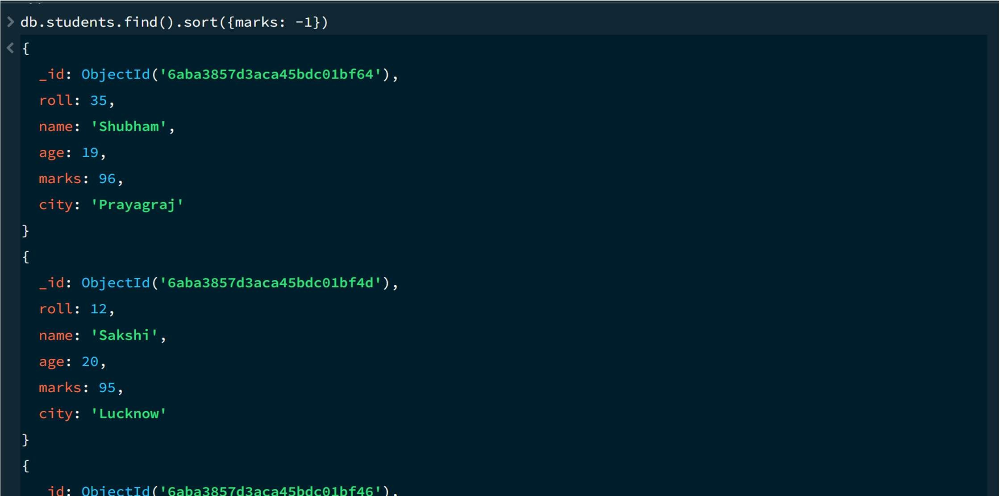 db.students.find().sort({marks: -1})
{
  _id: ObjectId('6aba3857d3aca45bdc01bf64'),
  roll: 35,
  name: 'Shubham',
  age: 19,
  marks: 96,
  city: 'Prayagraj'
}
{
  _id: ObjectId('6aba3857d3aca45bdc01bf4d'),
  roll: 12,
  name: 'Sakshi',
  age: 20,
  marks: 95,
  city: 'Lucknow'
}
{
  _id: ObjectId('6aba3857d3aca45bdc01bf46'),